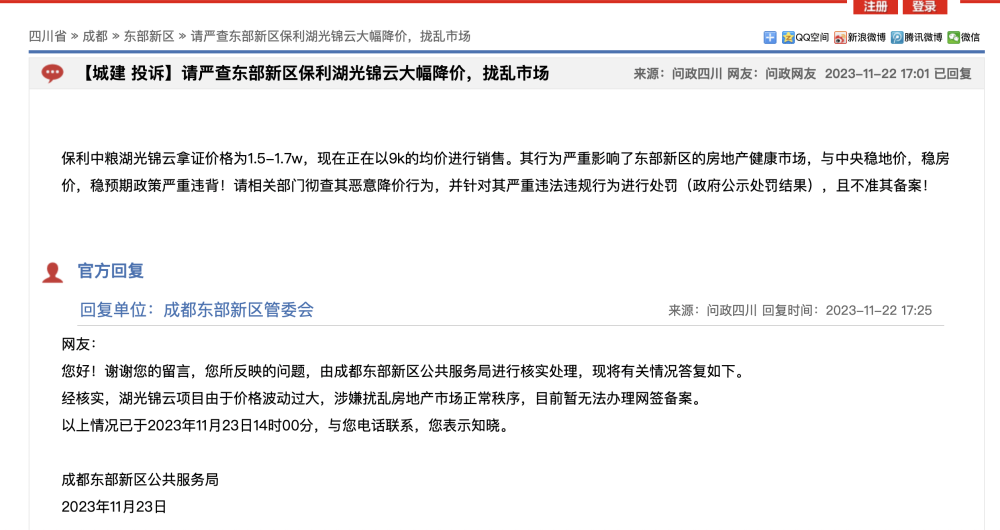 注册 登录
四川省 » 成都 » 东部新区 » 请严查东部新区保利湖光锦云大幅降价，拢乱市场
QQ空间 新浪微博 腾讯微博 微信
【城建 投诉】请严查东部新区保利湖光锦云大幅降价，拢乱市场 来源：问政四川 网友：问政网友 2023-11-22 17:01 已回复
保利中粮湖光锦云拿证价格为1.5-1.7w，现在正在以9k的均价进行销售。其行为严重影响了东部新区的房地产健康市场，与中央稳地价，稳房
价，稳预期政策严重违背！请相关部门彻查其恶意降价行为，并针对其严重违法违规行为进行处罚（政府公示处罚结果），且不准其备案！
官方回复
回复单位：成都东部新区管委会 来源：问政四川 回复时间：2023-11-22 17:25
网友：
您好！谢谢您的留言，您所反映的问题，由成都东部新区公共服务局进行核实处理，现将有关情况答复如下。
经核实，湖光锦云项目由于价格波动过大，涉嫌扰乱房地产市场正常秩序，目前暂无法办理网签备案。
以上情况已于2023年11月23日14时00分，与您电话联系，您表示知晓。
成都东部新区公共服务局
2023年11月23日